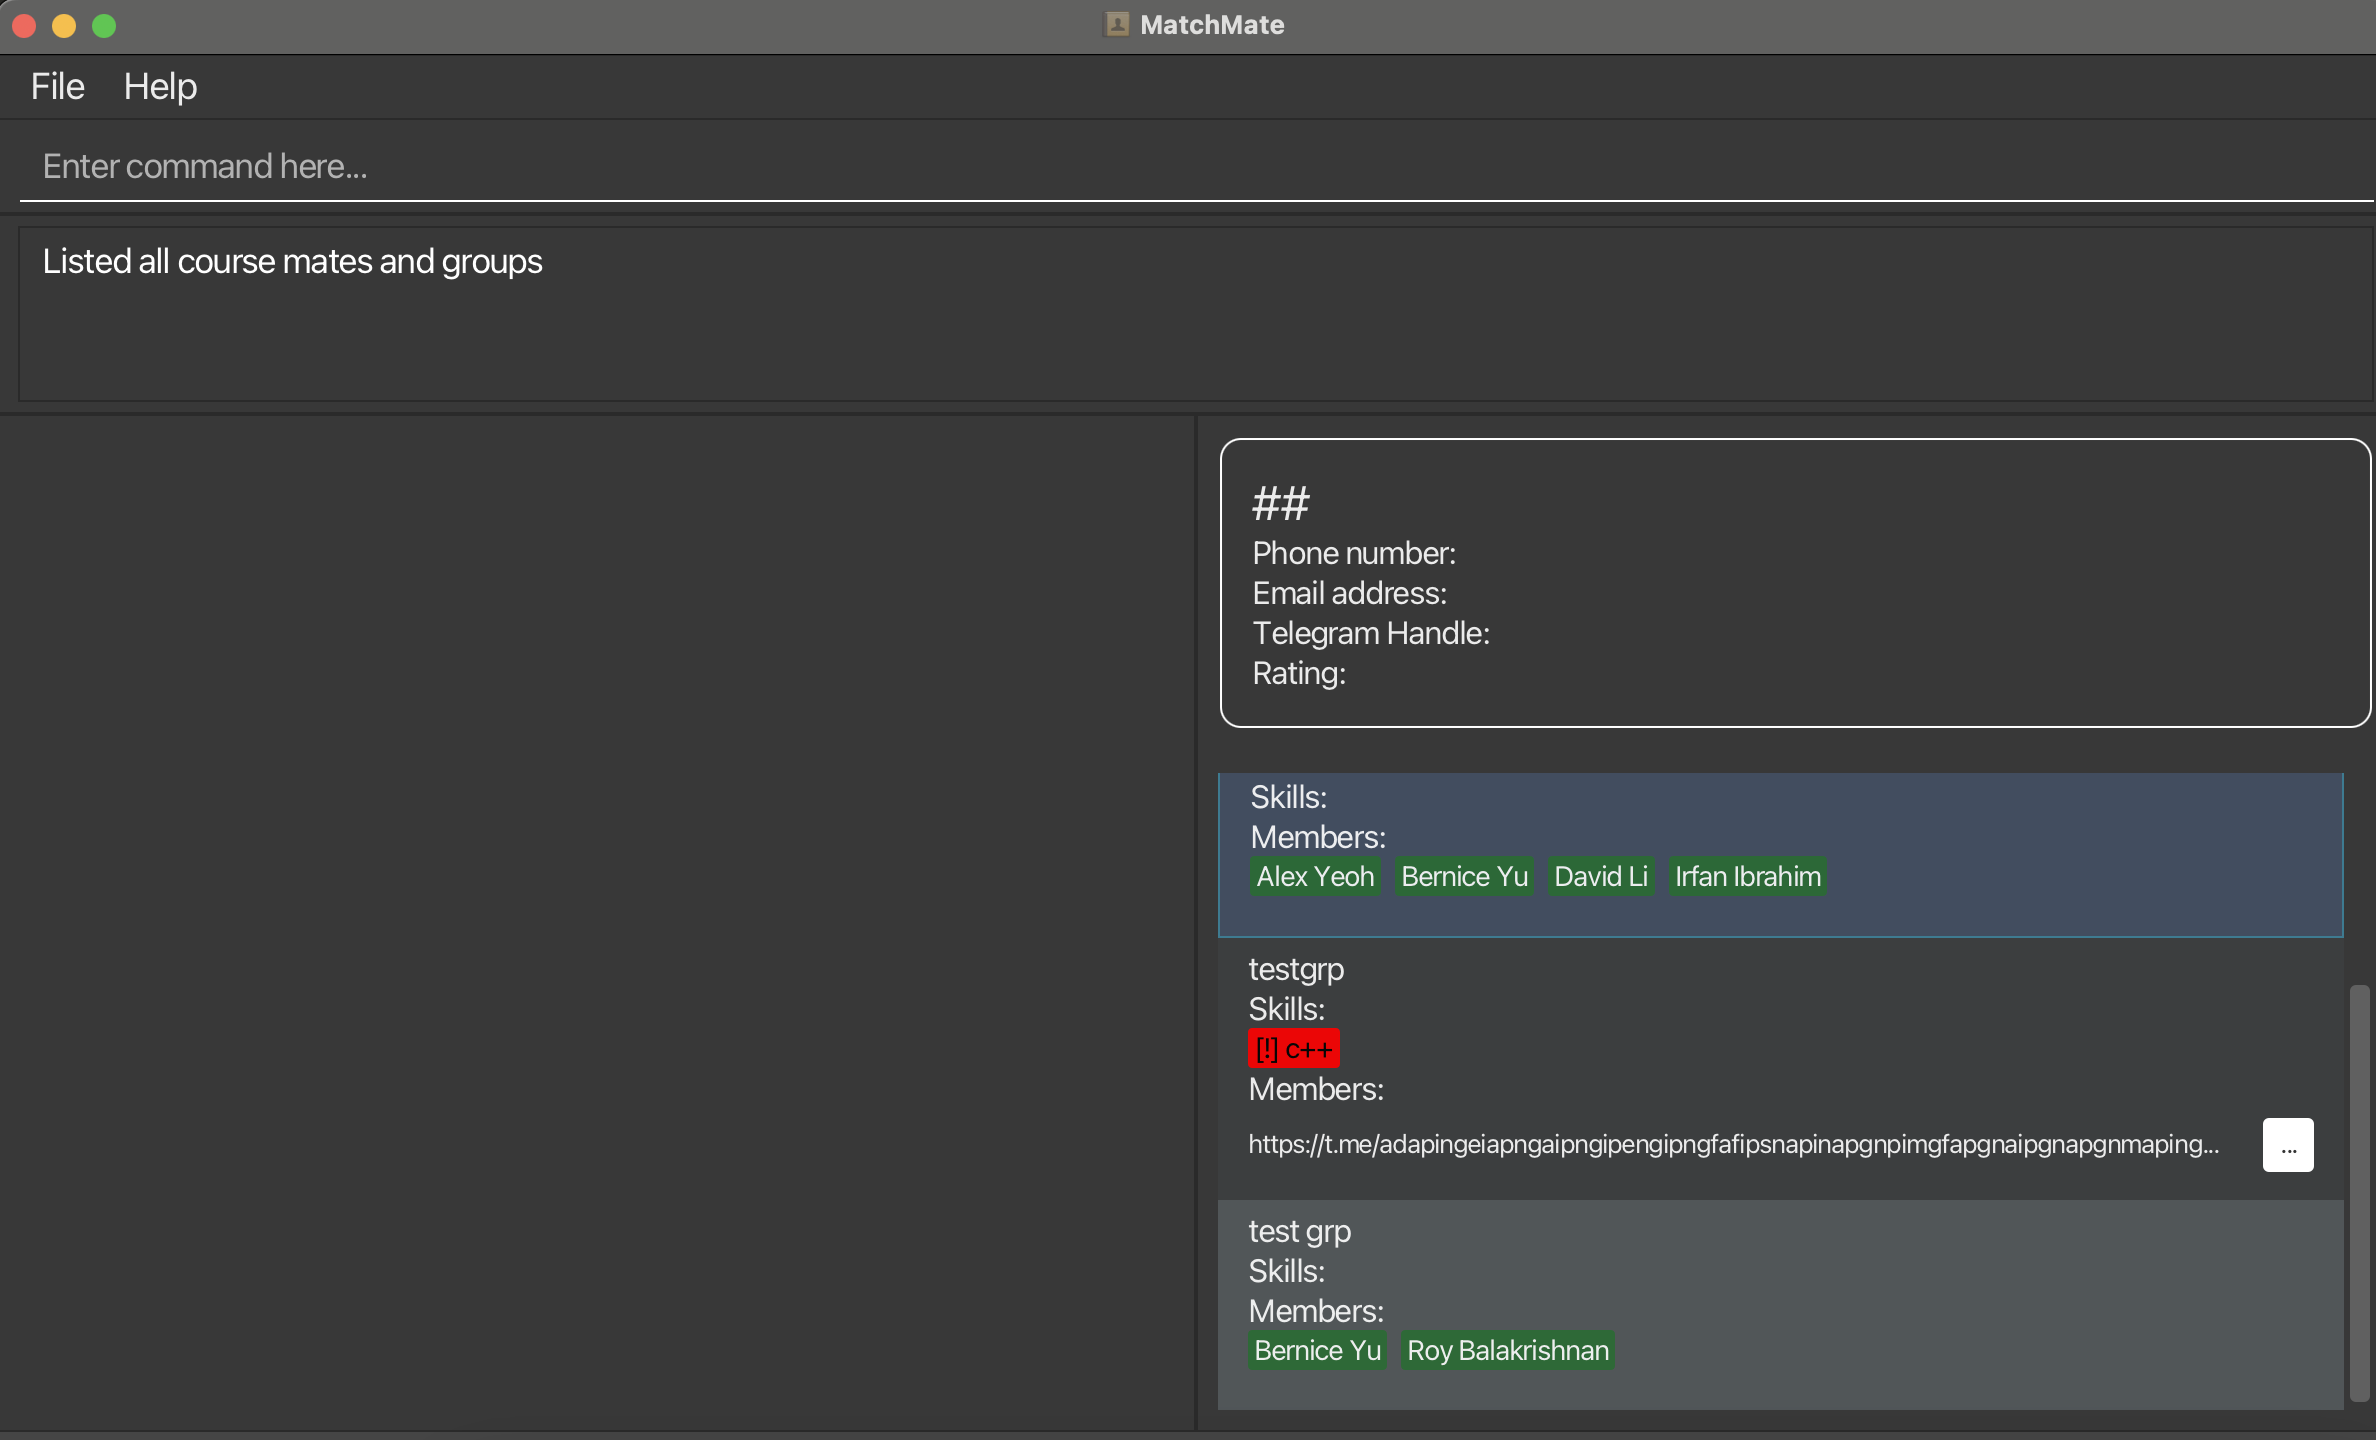 MatchMate
File Help
Enter command here...
Listed all course mates and groups
##
Phone number:
Email address:
Telegram Handle:
Rating:
Skills:
Members:
Alex Yeoh Bernice Yu David Li Irfan Ibrahim
testgrp
Skills:
[!] c++
Members:
https://t.me/adapingeiapngaipngipengipngfafipsnapinapgnpimgfapgnaipgnapgnmaping...
...
test grp
Skills:
Members:
Bernice Yu Roy Balakrishnan